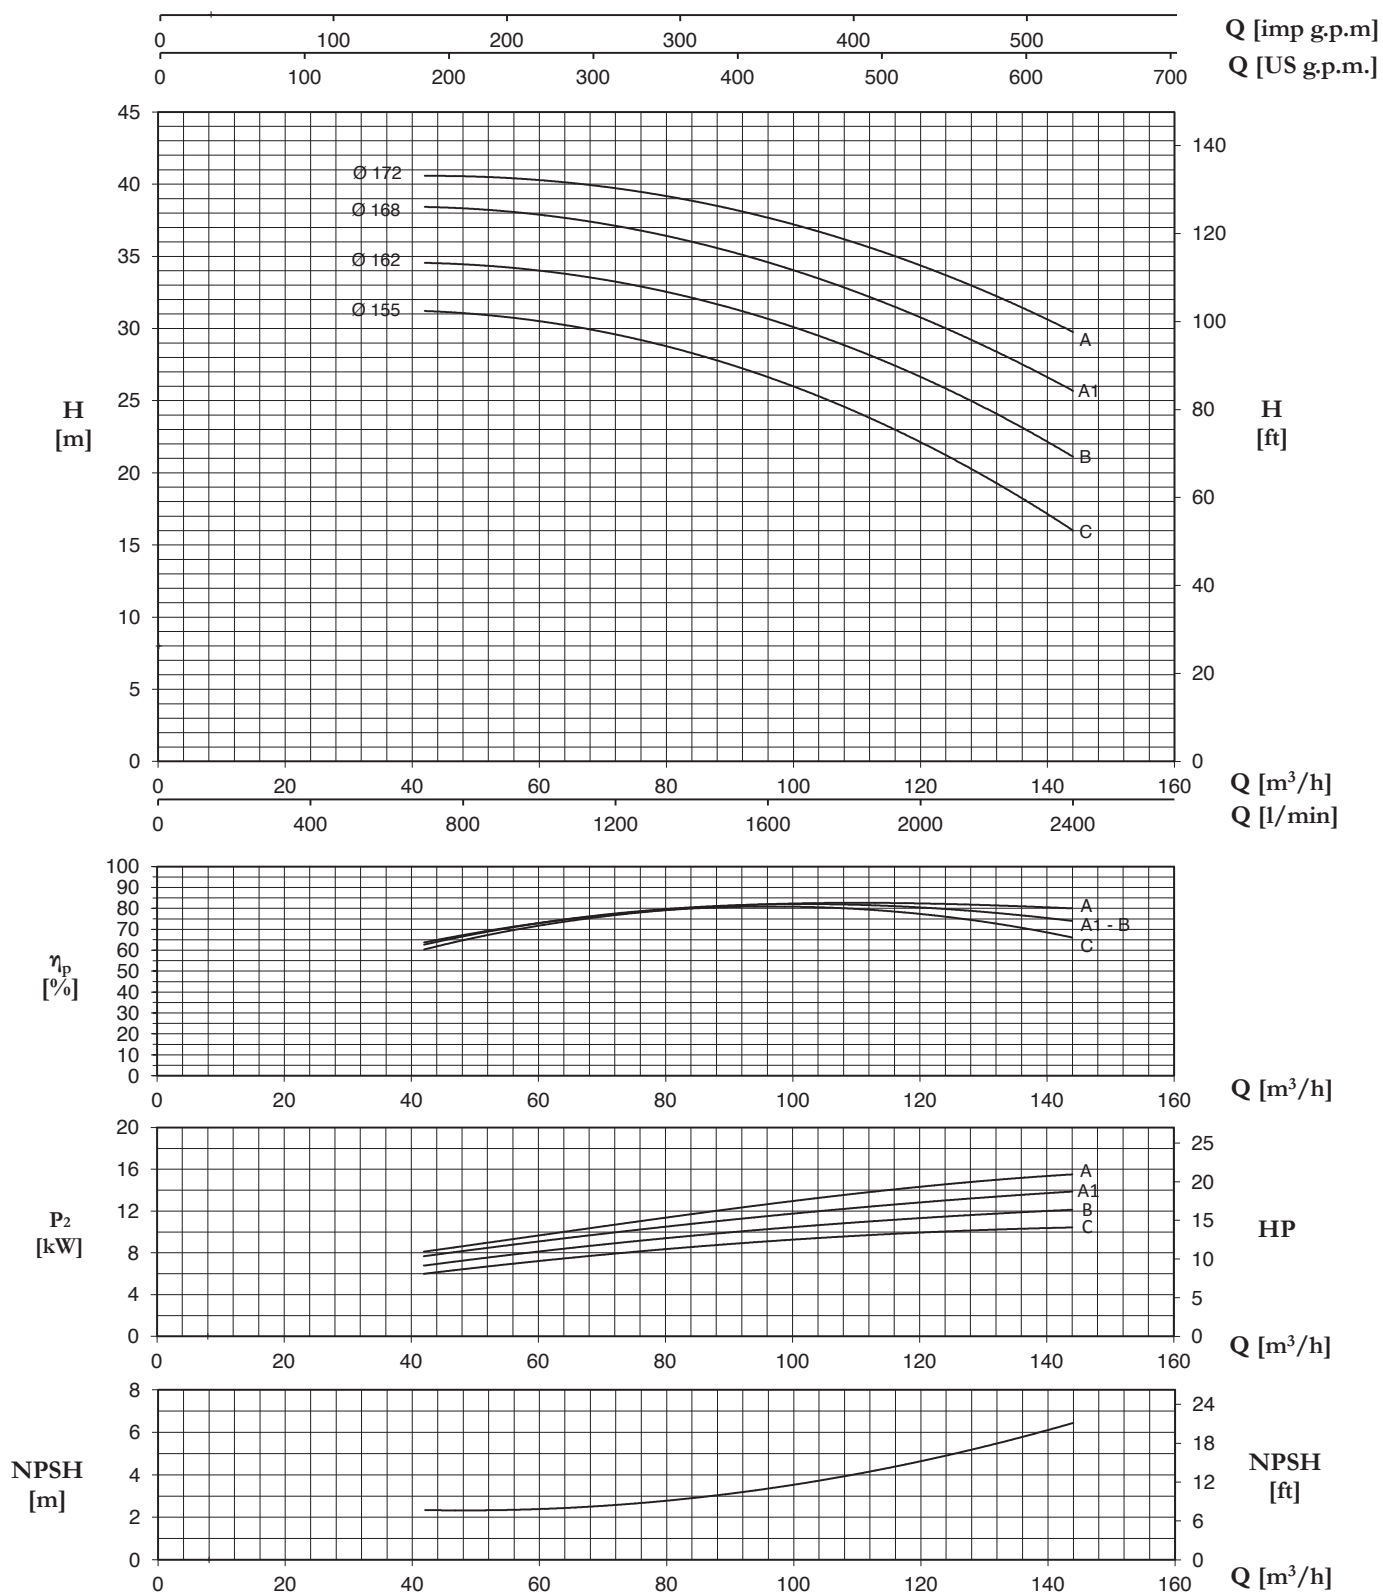 0 100 200 300 400 500 Q [imp g.p.m]
0 100 200 300 400 500 600 700 Q [US g.p.m.]
45
40
35
30
25
20
15
10
5
0
H
[m]
Ø 172
Ø 168
Ø 162
Ø 155
A
A1
B
C
140
120
100
80
60
40
20
0
H
[ft]
0 20 40 60 80 100 120 140 160 Q [m³/h]
0 400 800 1200 1600 2000 2400 Q [l/min]
100
90
80
70
60
50
40
30
20
10
0
ηp
[%]
A
A1 - B
C
0 20 40 60 80 100 120 140 160 Q [m³/h]
20
16
12
8
4
0
P2
[kW]
A
A1
B
C
25
20
15
10
5
0
HP
0 20 40 60 80 100 120 140 160 Q [m³/h]
8
6
4
2
0
NPSH
[m]
24
18
12
6
0
NPSH
[ft]
0 20 40 60 80 100 120 140 160 Q [m³/h]